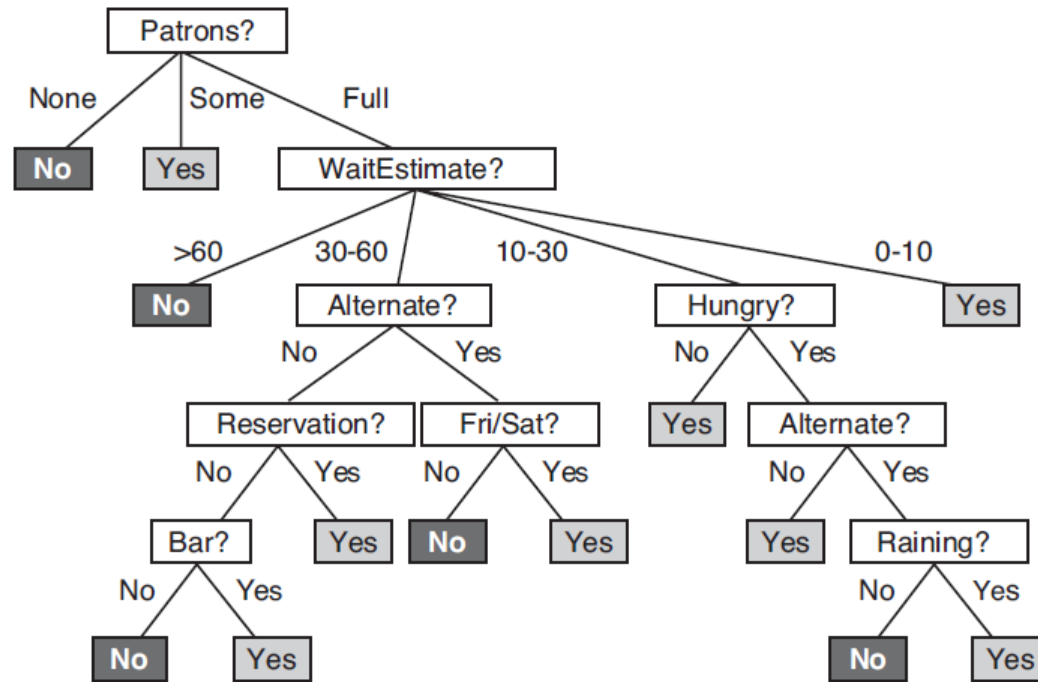 Patrons?
None Some Full
No Yes WaitEstimate?
>60 30-60 10-30 0-10
No Alternate? Hungry? Yes
No Yes No Yes
Reservation? Fri/Sat? Yes Alternate?
No Yes No Yes No Yes
Bar? Yes No Yes Yes Raining?
No Yes No Yes
No Yes No Yes